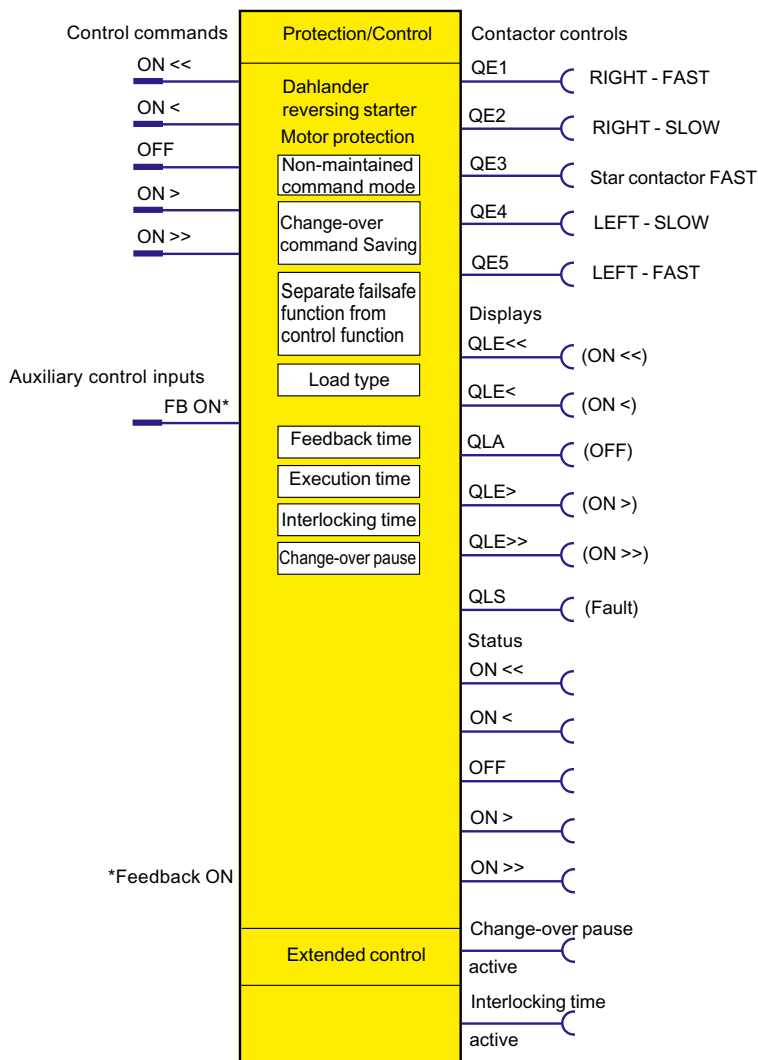 Control commands
ON <<
ON <
OFF
ON >
ON >>
Auxiliary control inputs
FB ON*
*Feedback ON
Protection/Control
Dahlander
reversing starter
Motor protection
Non-maintained
command mode
Change-over
command Saving
Separate failsafe
function from
control function
Load type
Feedback time
Execution time
Interlocking time
Change-over pause
Extended control
Contactor controls
QE1
RIGHT - FAST
QE2
RIGHT - SLOW
QE3
Star contactor FAST
QE4
LEFT - SLOW
QE5
LEFT - FAST
Displays
QLE<<
(ON <<)
QLE<
(ON <)
QLA
(OFF)
QLE>
(ON >)
QLE>>
(ON >>)
QLS
(Fault)
Status
ON <<
ON <
OFF
ON >
ON >>
Change-over pause
active
Interlocking time
active